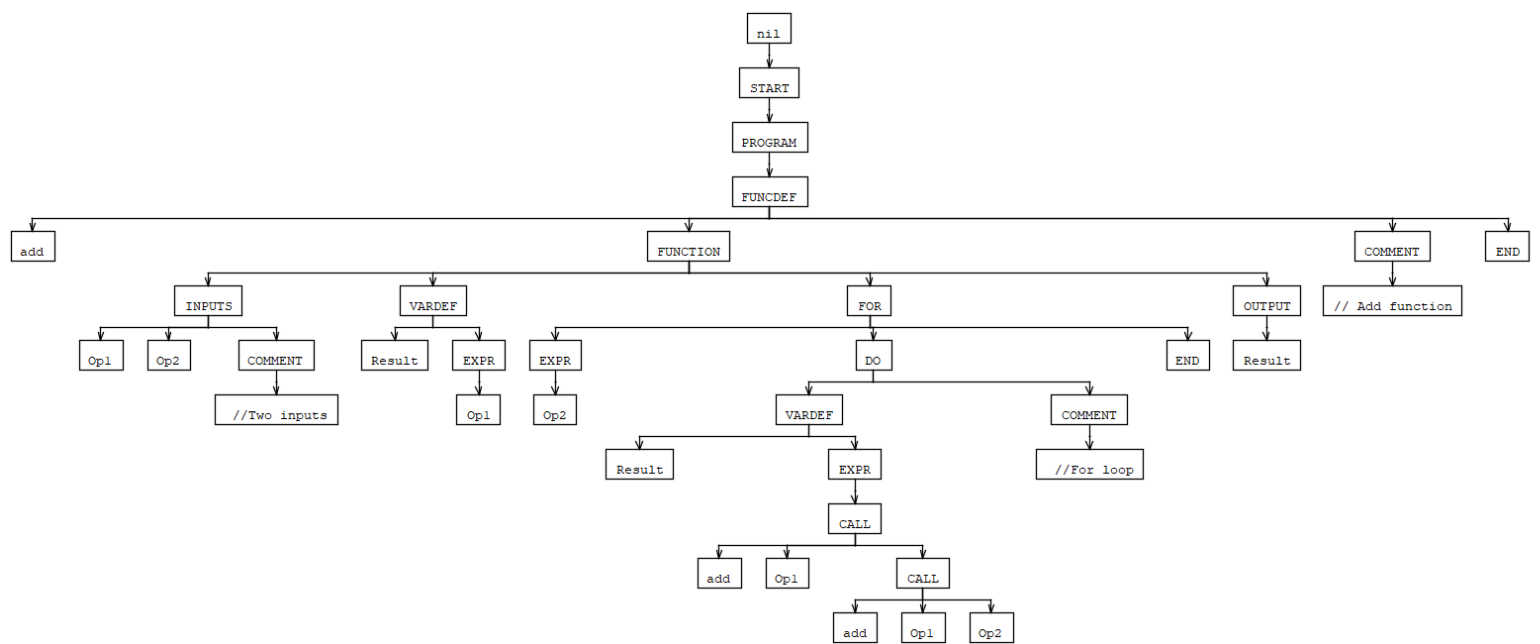 nil
START
PROGRAM
FUNCDEF
add FUNCTION COMMENT END
INPUTS VARDEF FOR OUTPUT // Add function
Op1 Op2 COMMENT Result EXPR EXPR DO END Result
//Two inputs Op1 Op2 VARDEF COMMENT
Result EXPR //For loop
CALL
add Op1 CALL
add Op1 Op2